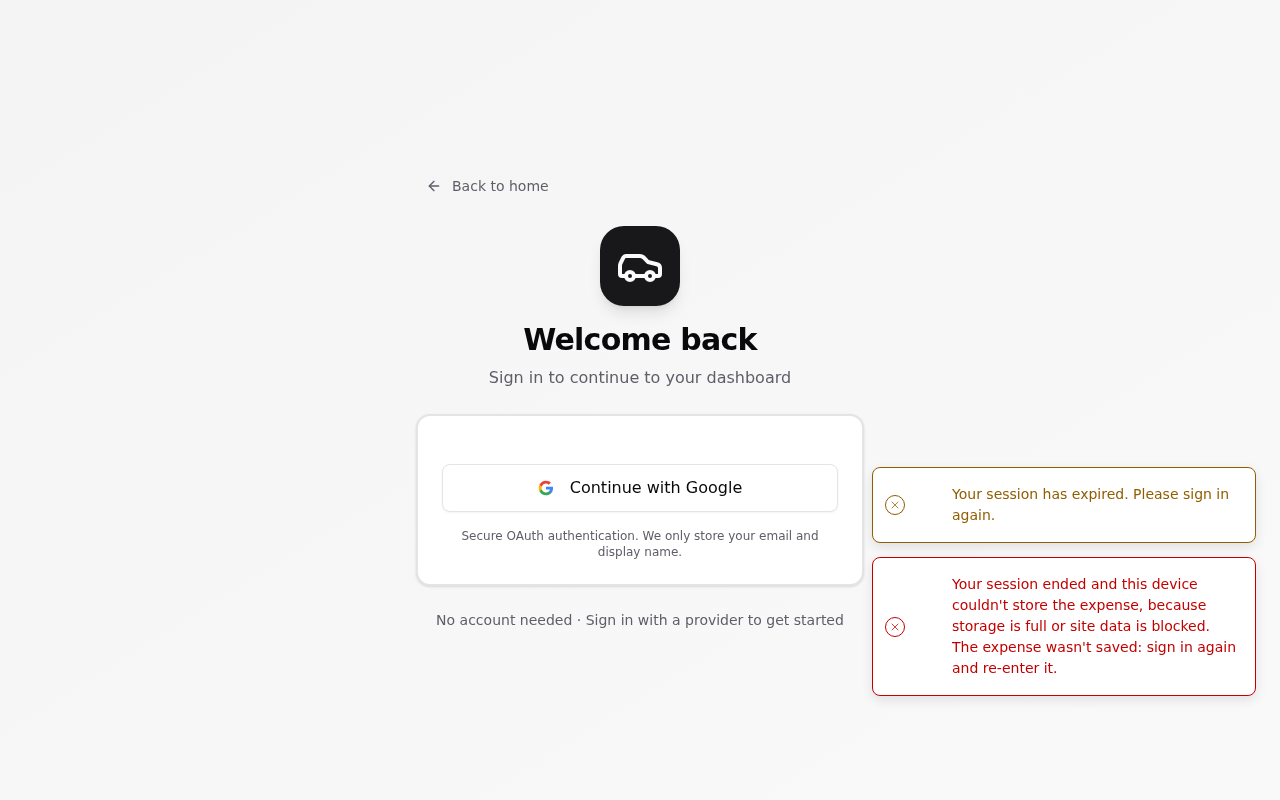 Back to home
Welcome back
Sign in to continue to your dashboard
Continue with Google
Secure OAuth authentication. We only store your email and
display name.
No account needed · Sign in with a provider to get started
Your session has expired. Please sign in
again.
Your session ended and this device
couldn't store the expense, because
storage is full or site data is blocked.
The expense wasn't saved: sign in again
and re-enter it.